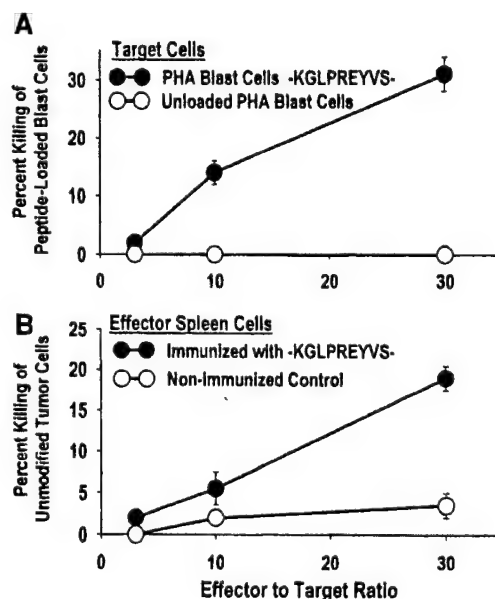 A
Target Cells
PHA Blast Cells -KGLPREYVS-
Unloaded PHA Blast Cells
Percent Killing of
Peptide-Loaded Blast Cells
30
20
10
0
0 10 20 30
B
Effector Spleen Cells
Immunized with -KGLPREYVS-
Non-Immunized Control
Percent Killing of
Unmodified Tumor Cells
25
20
15
10
5
0
0 10 20 30
Effector to Target Ratio